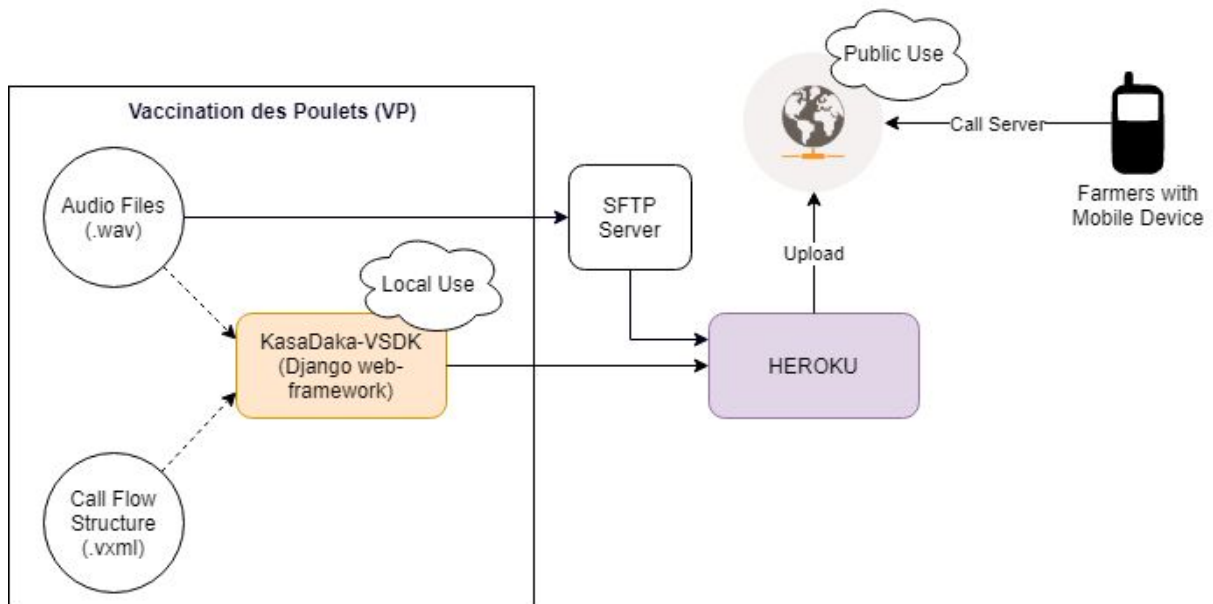 Vaccination des Poulets (VP)
Audio Files
(.wav)
Local Use
KasaDaka-VSDK
(Django web-
framework)
Call Flow
Structure
(.vxml)
SFTP
Server
HEROKU
Upload
Public Use
Call Server
Farmers with
Mobile Device